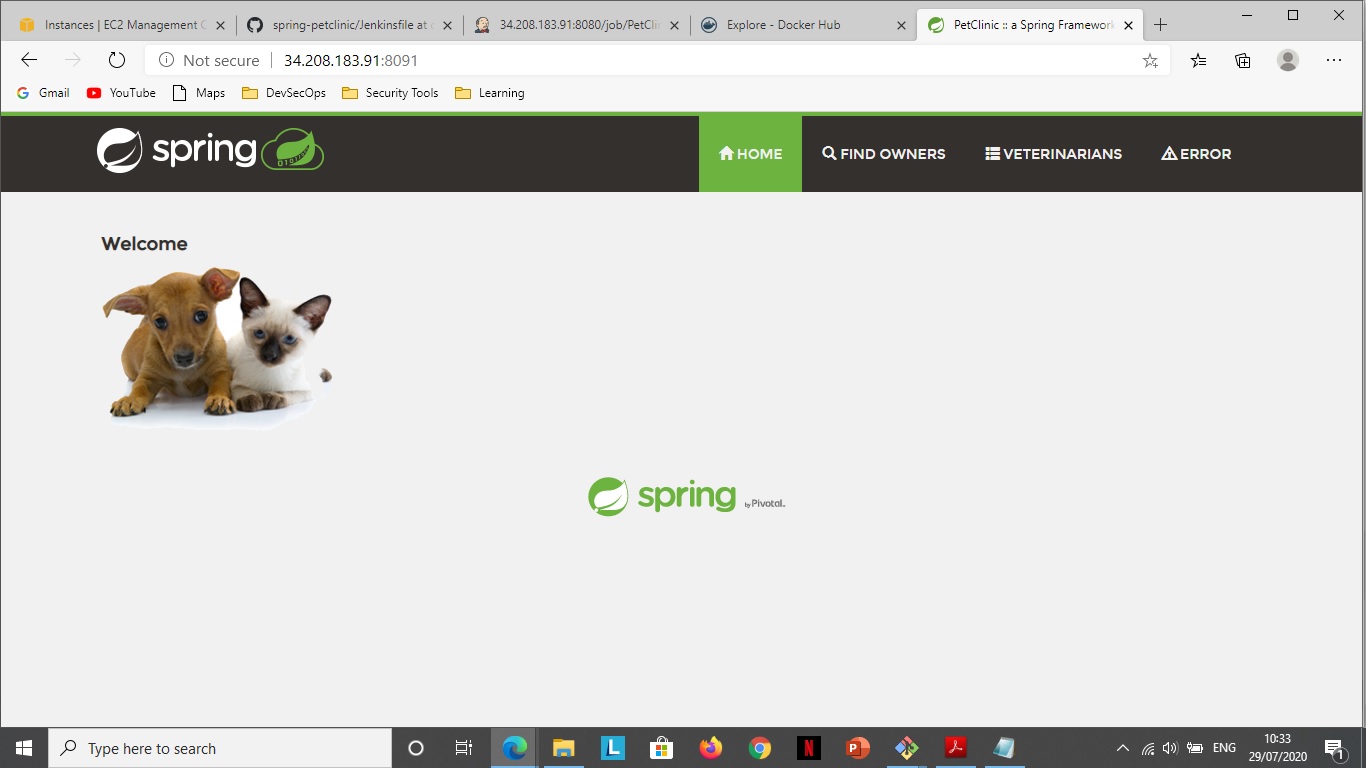 Instances | EC2 Management C
spring-petclinic/Jenkinsfile at
34.208.183.91:8080/job/PetCli
Explore - Docker Hub
PetClinic :: a Spring Framework
Not secure
34.208.183.91:8091
Gmail
YouTube
Maps
DevSecOps
Security Tools
Learning
spring
HOME
FIND OWNERS
VETERINARIANS
ERROR
Welcome
spring by Pivotal
Type here to search
ENG
10:33
29/07/2020
1